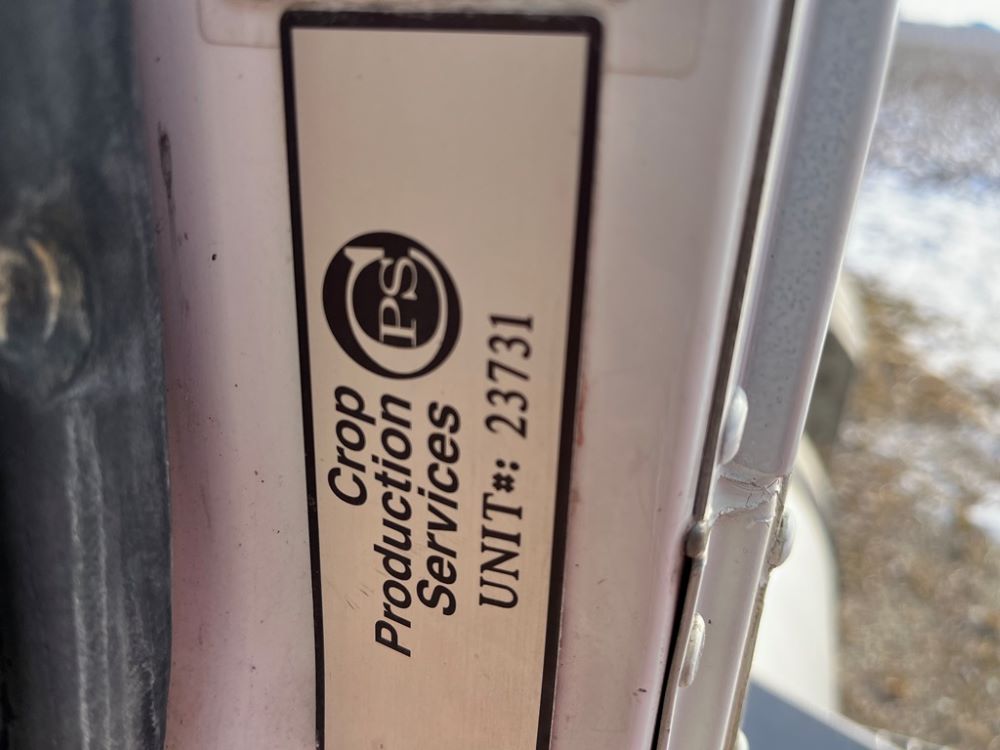 Crop
Production
Services
CPS
UNIT#: 23731